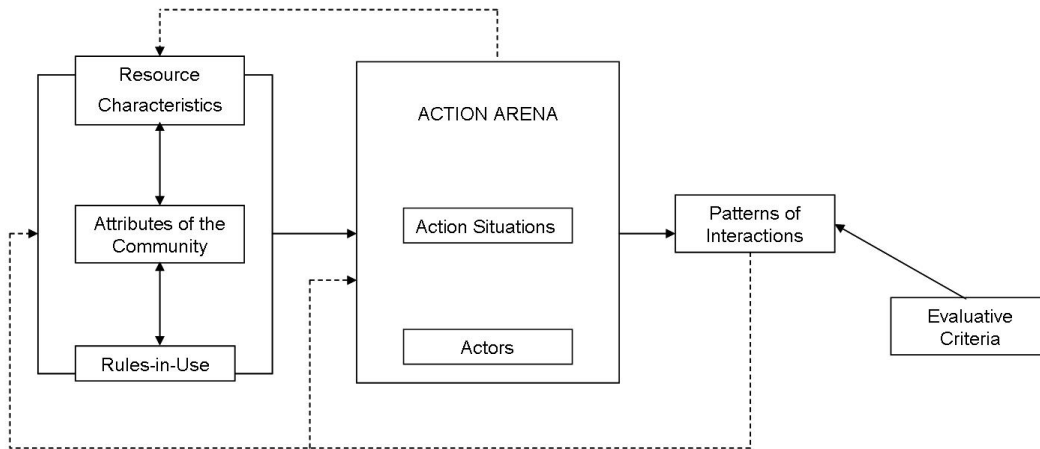 Resource
Characteristics
Attributes of the
Community
Rules-in-Use
ACTION ARENA
Action Situations
Actors
Patterns of
Interactions
Evaluative
Criteria